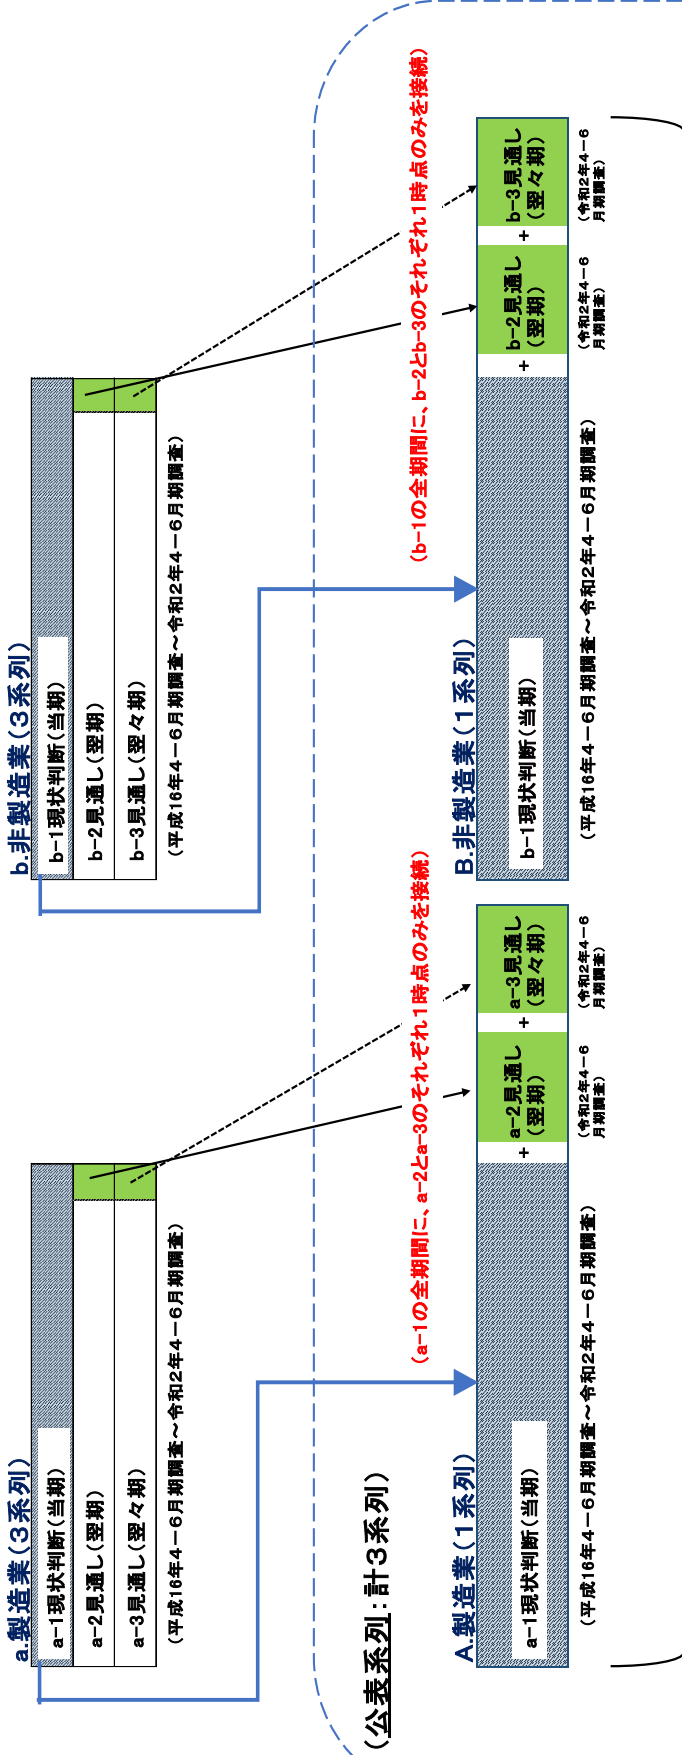 a.製造業(3系列)
a-1現状判断(当期)
a-2見通し(翌期)
a-3見通し(翌々期)
(平成16年4-6月期調査～令和2年4-6月期調査)
b.非製造業(3系列)
b-1現状判断(当期)
b-2見通し(翌期)
b-3見通し(翌々期)
(平成16年4-6月期調査～令和2年4-6月期調査)
(公表系列:計3系列)
(a-1の全期間に、a-2とa-3のそれぞれ1時点のみを接続)
(b-1の全期間に、b-2とb-3のそれぞれ1時点のみを接続)
A.製造業(1系列)
a-1現状判断(当期)
+
a-2見通し
(翌期)
+
a-3見通し
(翌々期)
(平成16年4-6月期調査～令和2年4-6月期調査)
(令和2年4-6
月期調査)
(令和2年4-6
月期調査)
B.非製造業(1系列)
b-1現状判断(当期)
+
b-2見通し
(翌期)
+
b-3見通し
(翌々期)
(平成16年4-6月期調査～令和2年4-6月期調査)
(令和2年4-6
月期調査)
(令和2年4-6
月期調査)